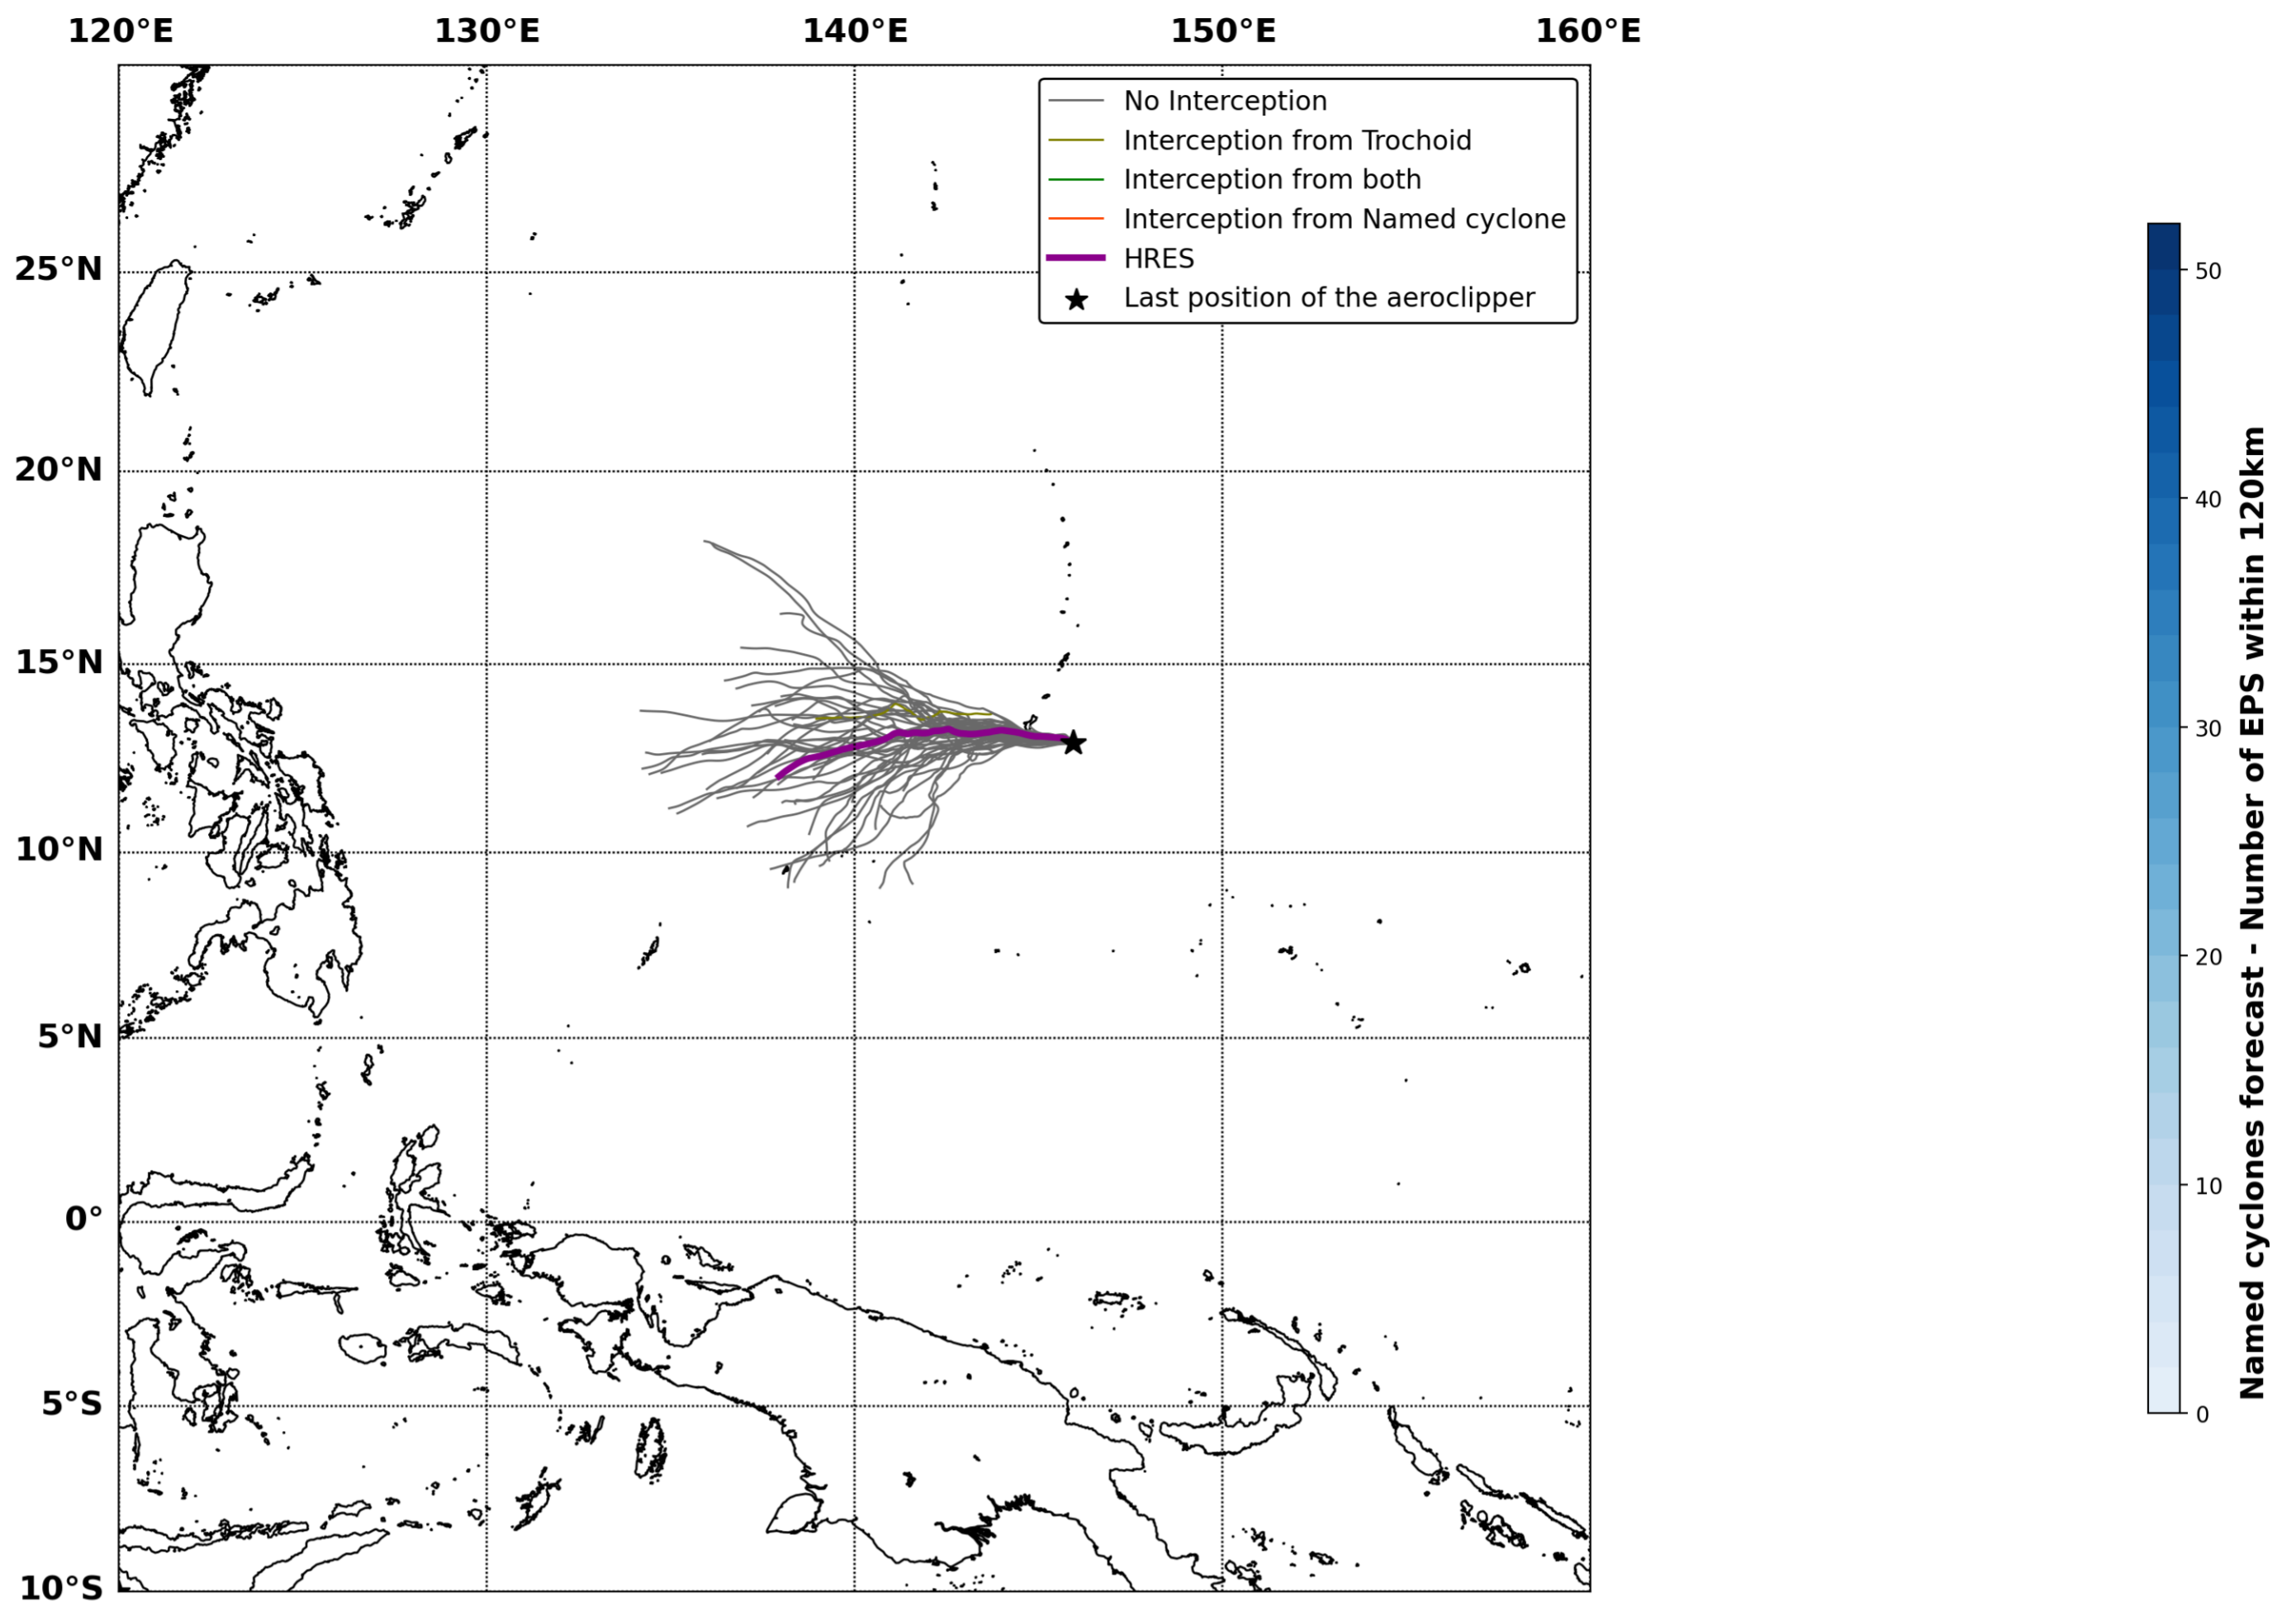 120°E 130°E 140°E 150°E 160°E
No Interception
Interception from Trochoid
Interception from both
Interception from Named cyclone
HRES
Last position of the aeroclipper
25°N
20°N
15°N
10°N
5°N
0°
5°S
10°S
50
40
30
20
10
0
Named cyclones forecast - Number of EPS within 120km